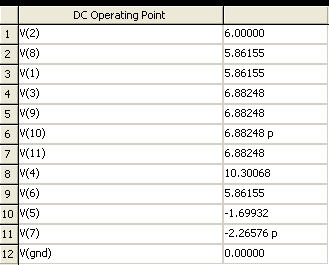 DC Operating Point
1 V(2) 6.00000
2 V(8) 5.86155
3 V(1) 5.86155
4 V(3) 6.88248
5 V(9) 6.88248
6 V(10) 6.88248 p
7 V(11) 6.88248
8 V(4) 10.30068
9 V(6) 5.86155
10 V(5) -1.69932
11 V(7) -2.26576 p
12 V(gnd) 0.00000